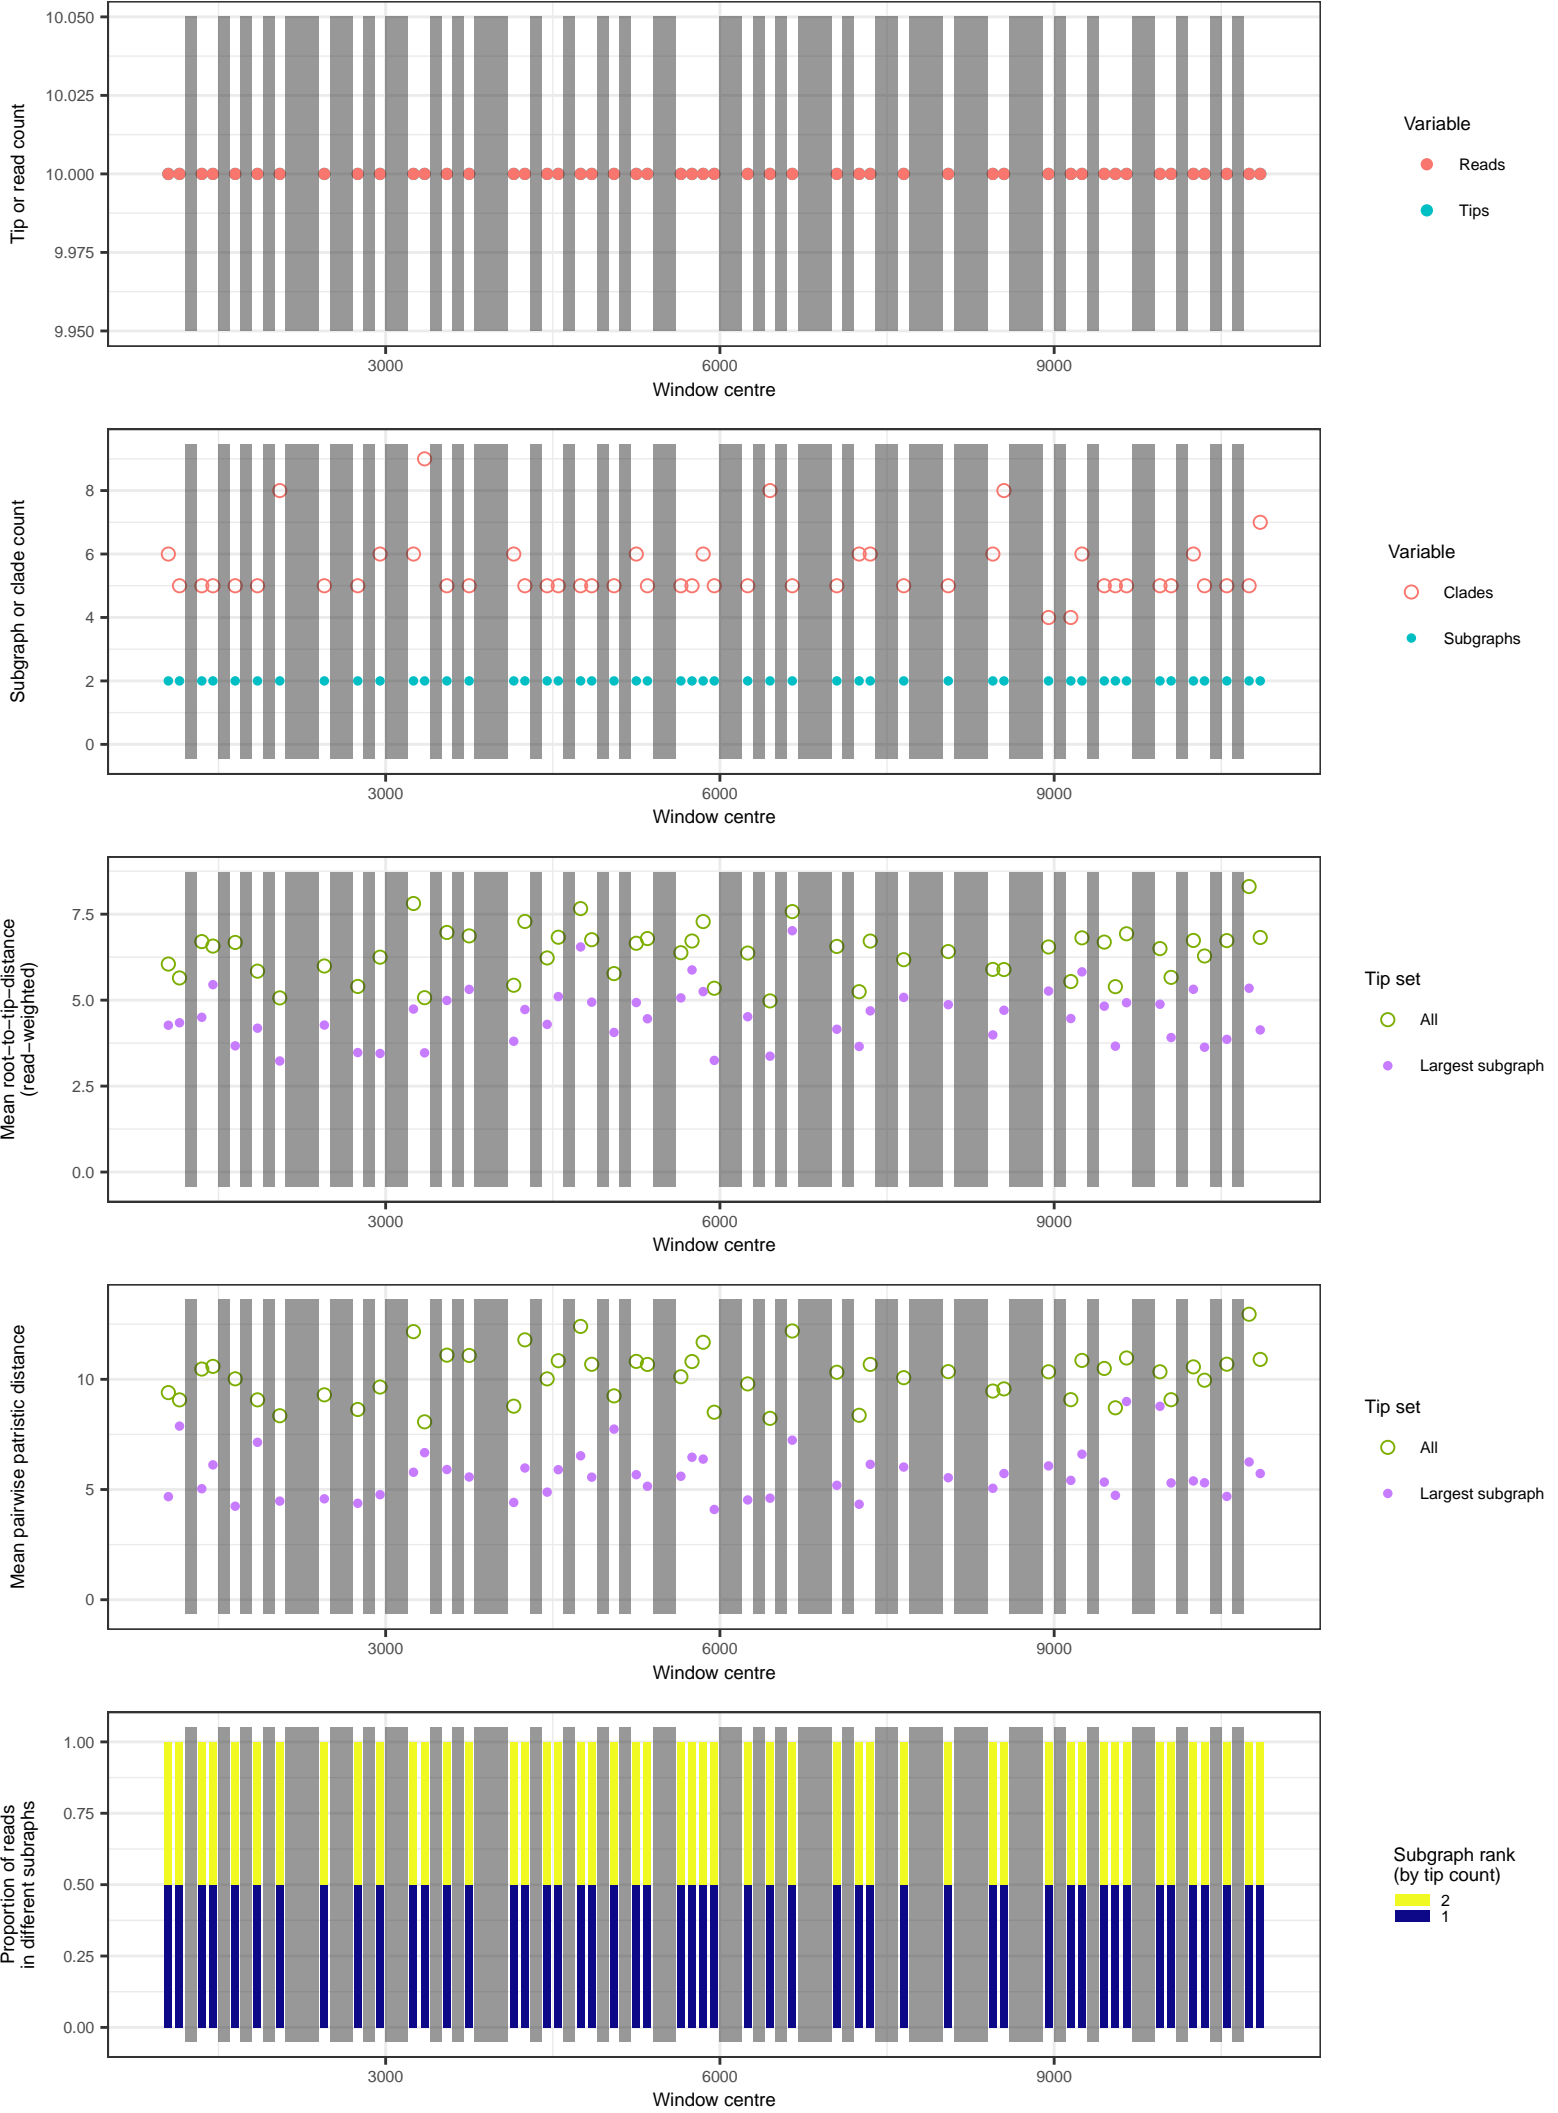 10.050
10.025
10.000
9.975
9.950
Tip or read count
3000 6000 9000
Window centre
Variable
Reads
Tips
8
6
4
2
0
Subgraph or clade count
3000 6000 9000
Window centre
Variable
Clades
Subgraphs
7.5
5.0
2.5
0.0
Mean root−to−tip−distance
(read−weighted)
3000 6000 9000
Window centre
Tip set
All
Largest subgraph
10
5
0
Mean pairwise patristic distance
3000 6000 9000
Window centre
Tip set
All
Largest subgraph
1.00
0.75
0.50
0.25
0.00
Proportion of reads
in different subraphs
3000 6000 9000
Window centre
Subgraph rank
(by tip count)
2
1